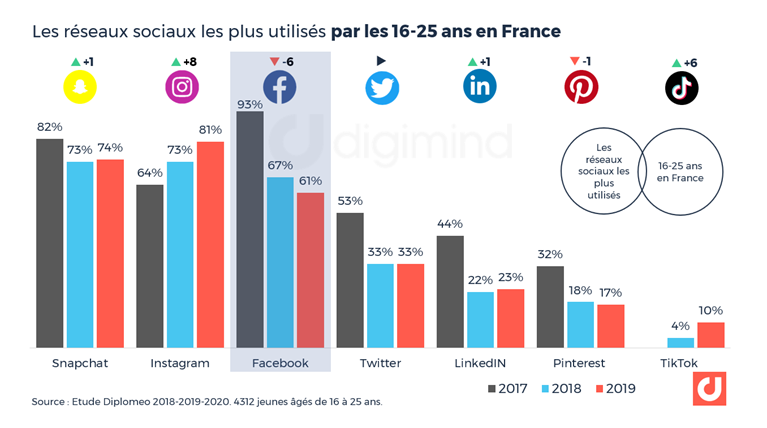 Les réseaux sociaux les plus utilisés par les 16-25 ans en France
+1
+8
-6
+1
-1
+6
82%
73%
74%
64%
73%
81%
93%
67%
61%
53%
33%
33%
44%
22%
23%
32%
18%
17%
4%
10%
digimind
Les
réseaux
sociaux les
plus
utilisés
16-25 ans
en France
Snapchat
Instagram
Facebook
Twitter
LinkedIN
Pinterest
TikTok
2017
2018
2019
Source : Etude Diplomeo 2018-2019-2020. 4312 jeunes âgés de 16 à 25 ans.